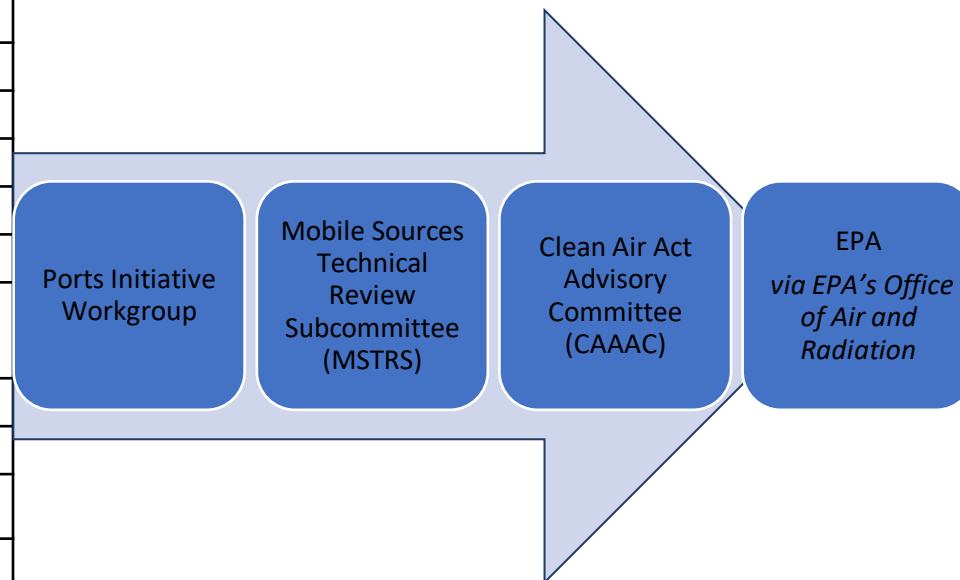 Ports Initiative
Workgroup
Mobile Sources
Technical
Review
Subcommittee
(MSTRS)
Clean Air Act
Advisory
Committee
(CAAAC)
EPA
via EPA’s Office
of Air and
Radiation